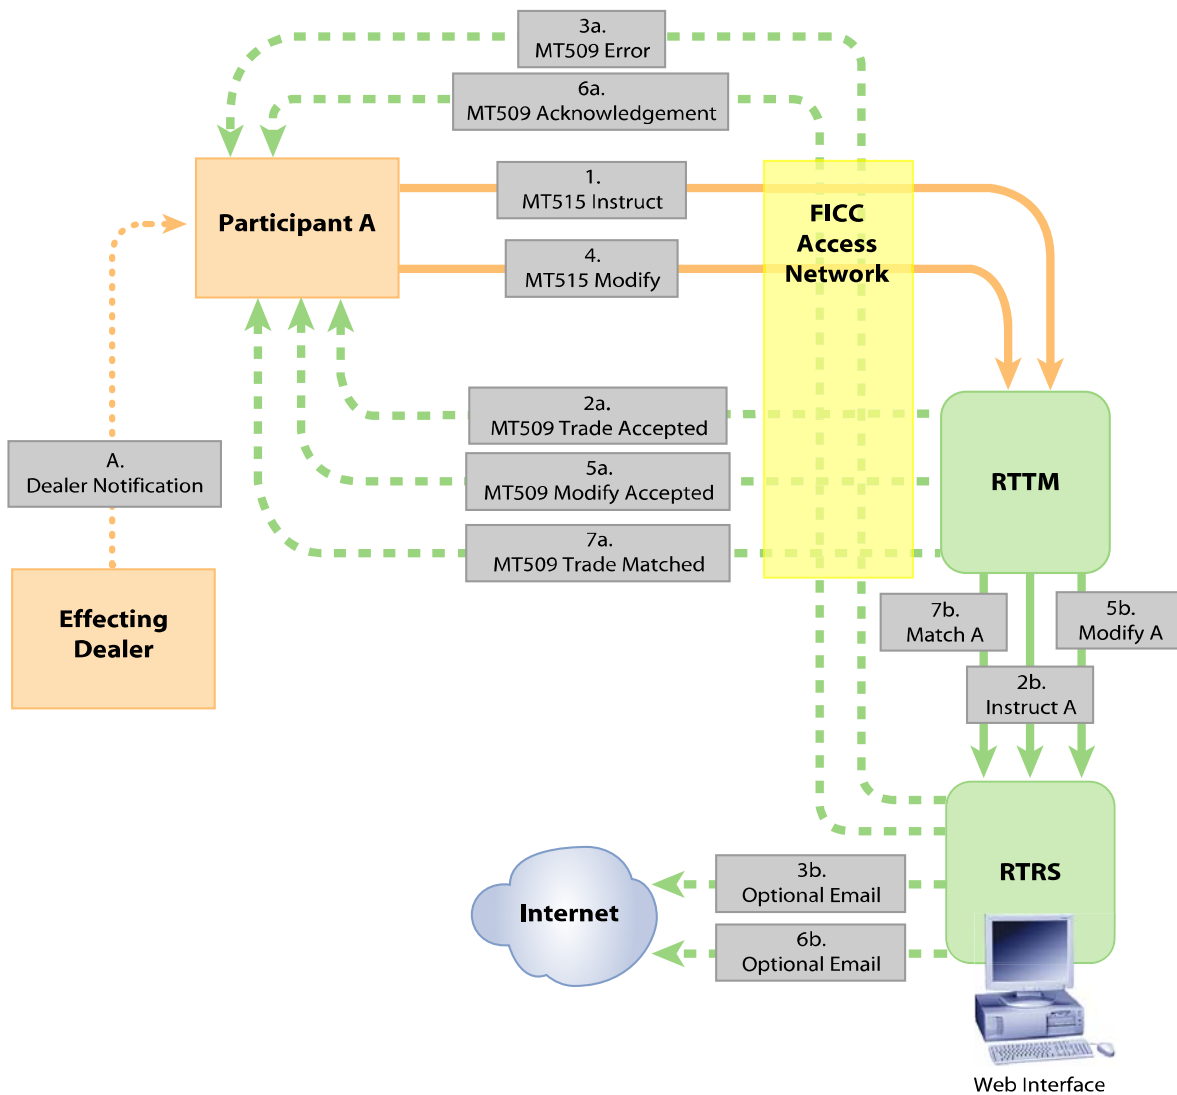 3a.
MT509 Error
6a.
MT509 Acknowledgement
1.
MT515 Instruct
Participant A
FICC
Access
Network
4.
MT515 Modify
2a.
MT509 Trade Accepted
A.
Dealer Notification
5a.
MT509 Modify Accepted
RTTM
7a.
MT509 Trade Matched
Effecting
Dealer
7b.
Match A
5b.
Modify A
2b.
Instruct A
3b.
Optional Email
RTRS
Internet
6b.
Optional Email
Web Interface